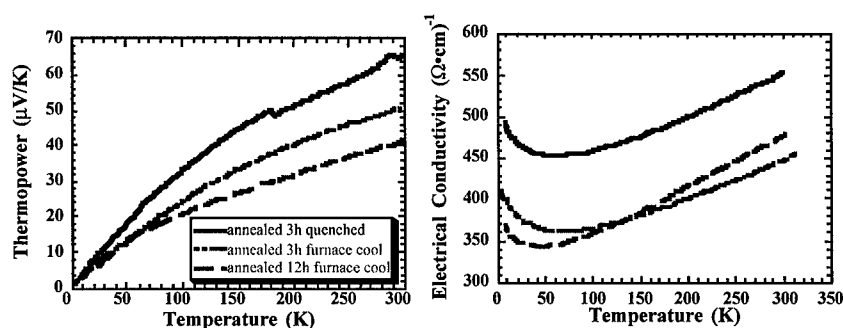 Thermopower (μV/K)
70
60
50
40
30
20
10
0
annealed 3h quenched
annealed 3h furnace cool
annealed 12h furnace cool
0 50 100 150 200 250 300
Temperature (K)
Electrical Conductivity (Ω•cm)-1
550
500
450
400
350
300
0 50 100 150 200 250 300 350
Temperature (K)